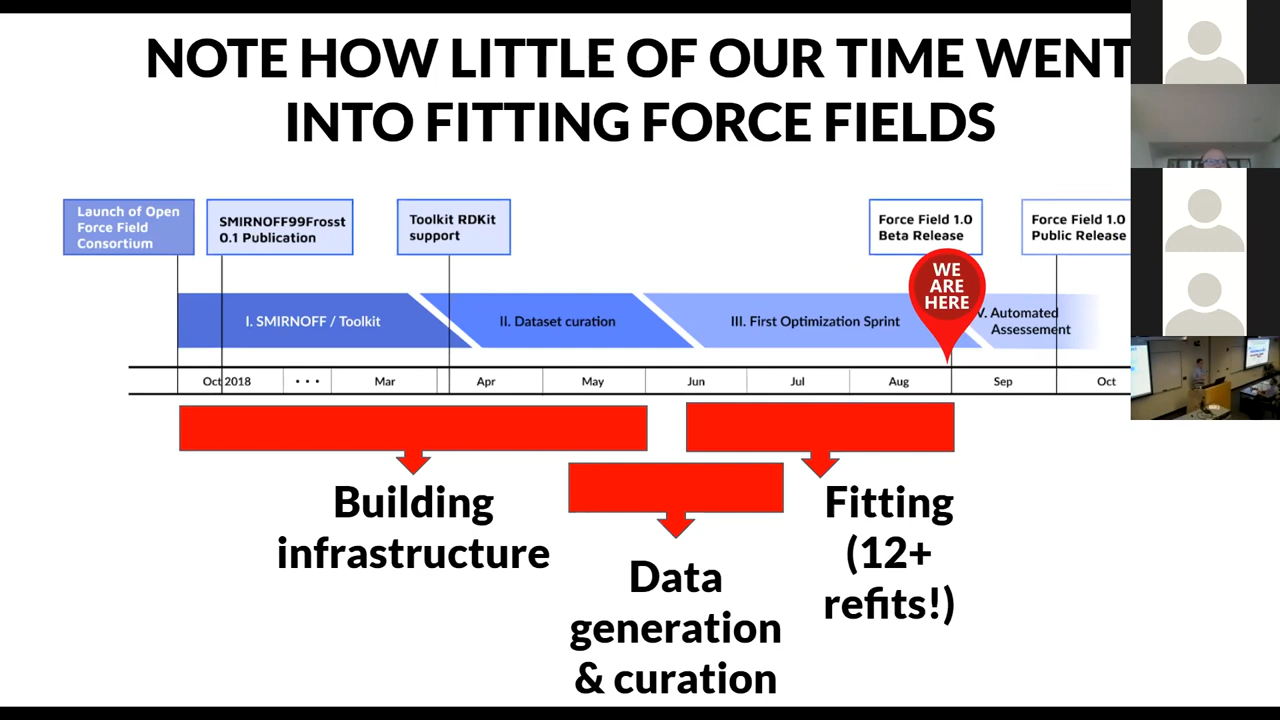 NOTE HOW LITTLE OF OUR TIME WENT
INTO FITTING FORCE FIELDS
Launch of Open
Force Field
Consortium
SMIRNOFF99Frosst
0.1 Publication
Toolkit RDKit
support
Force Field 1.0
Beta Release
Force Field 1.0
Public Release
WE
ARE
HERE
I. SMIRNOFF / Toolkit
II. Dataset curation
III. First Optimization Sprint
V. Automated
Assessement
Oct 2018
• • •
Mar
Apr
May
Jun
Jul
Aug
Sep
Oct
Building
infrastructure
Data
generation
& curation
Fitting
(12+
refits!)